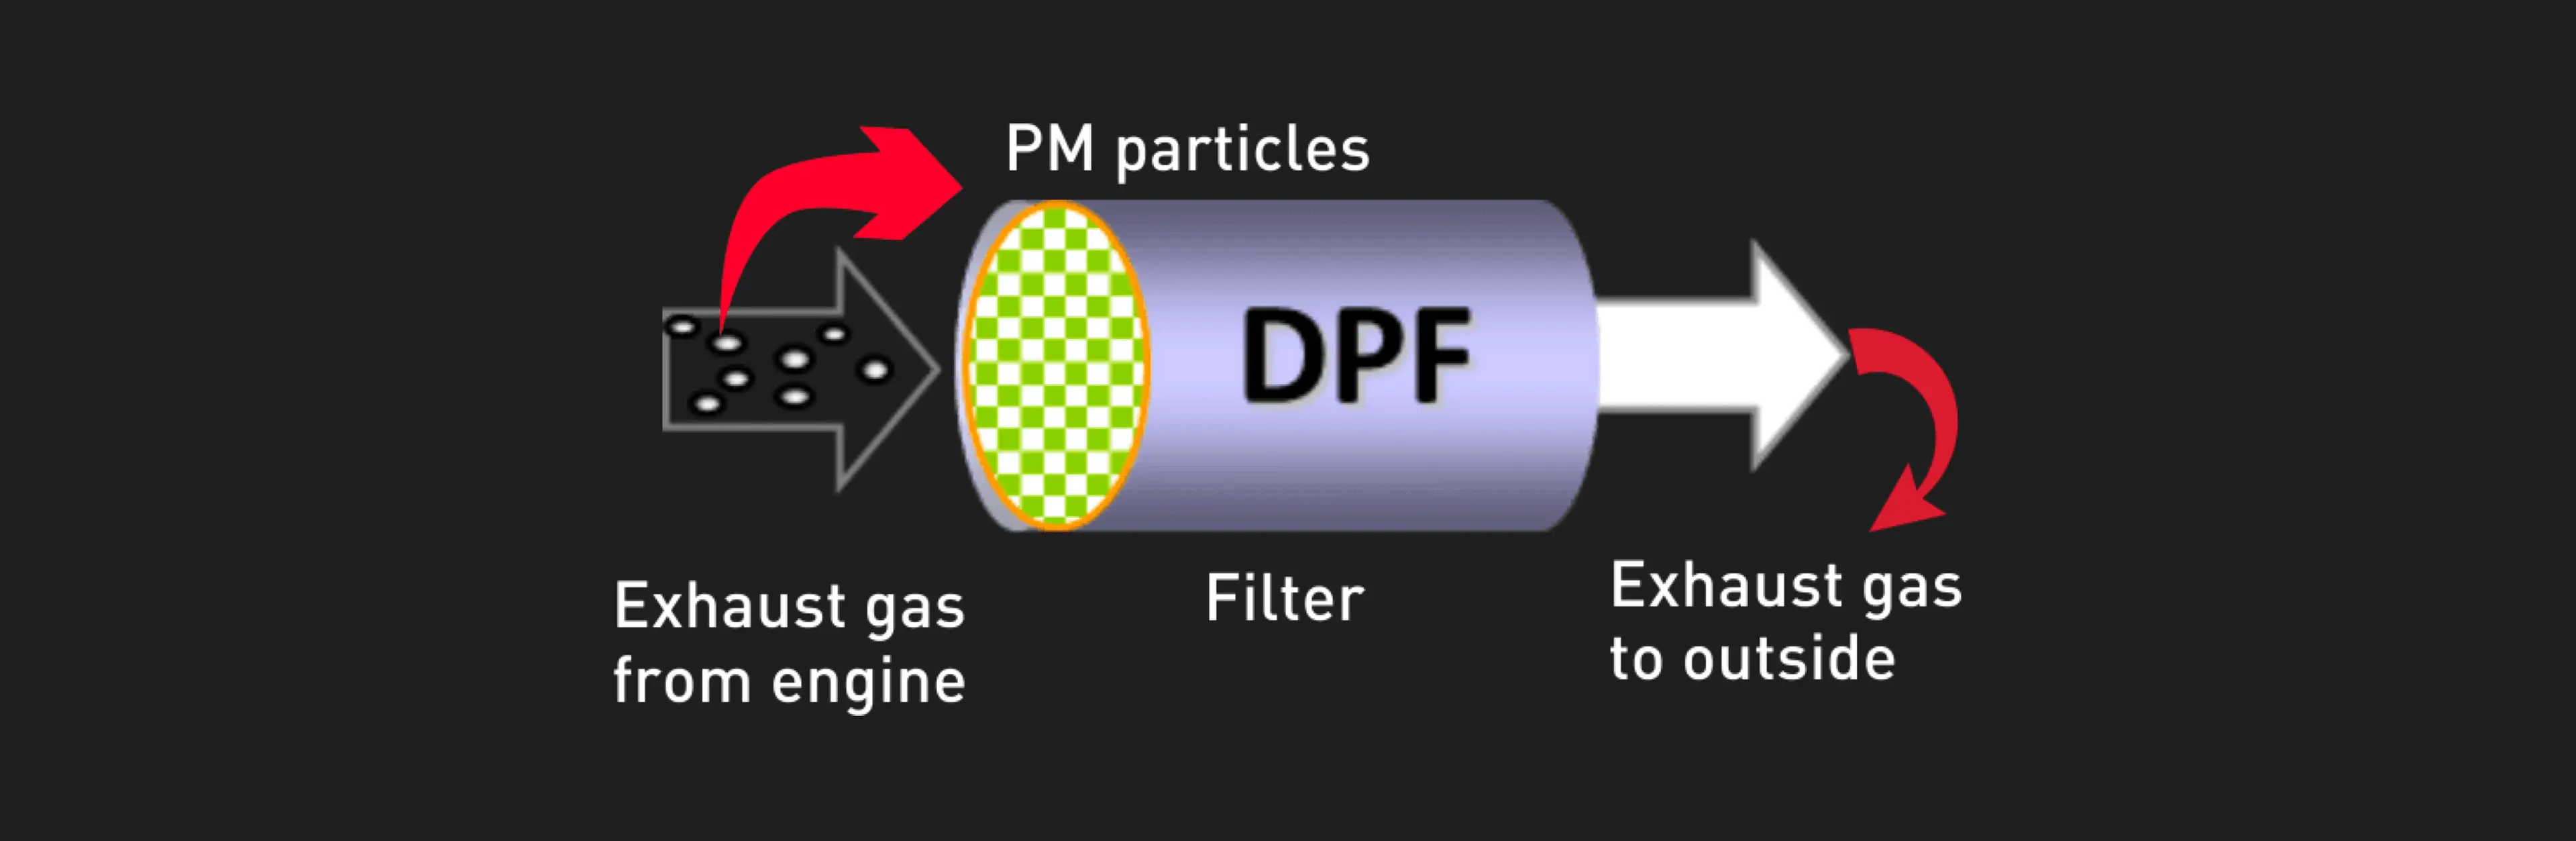 PM particles
DPF
Exhaust gas
from engine
Filter
Exhaust gas
to outside